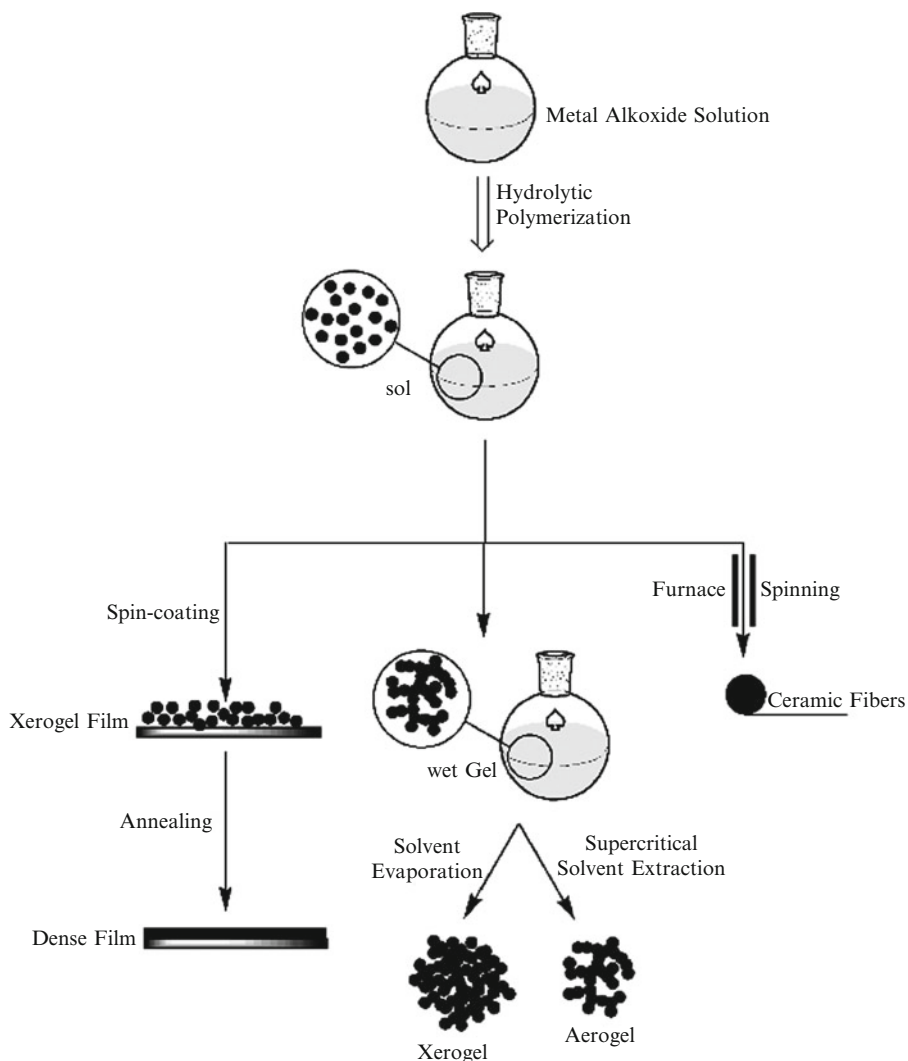 Metal Alkoxide Solution
Hydrolytic
Polymerization
sol
Spin-coating
Furnace
Spinning
Xerogel Film
Ceramic Fibers
wet Gel
Annealing
Solvent
Evaporation
Supercritical
Solvent Extraction
Dense Film
Aerogel
Xerogel